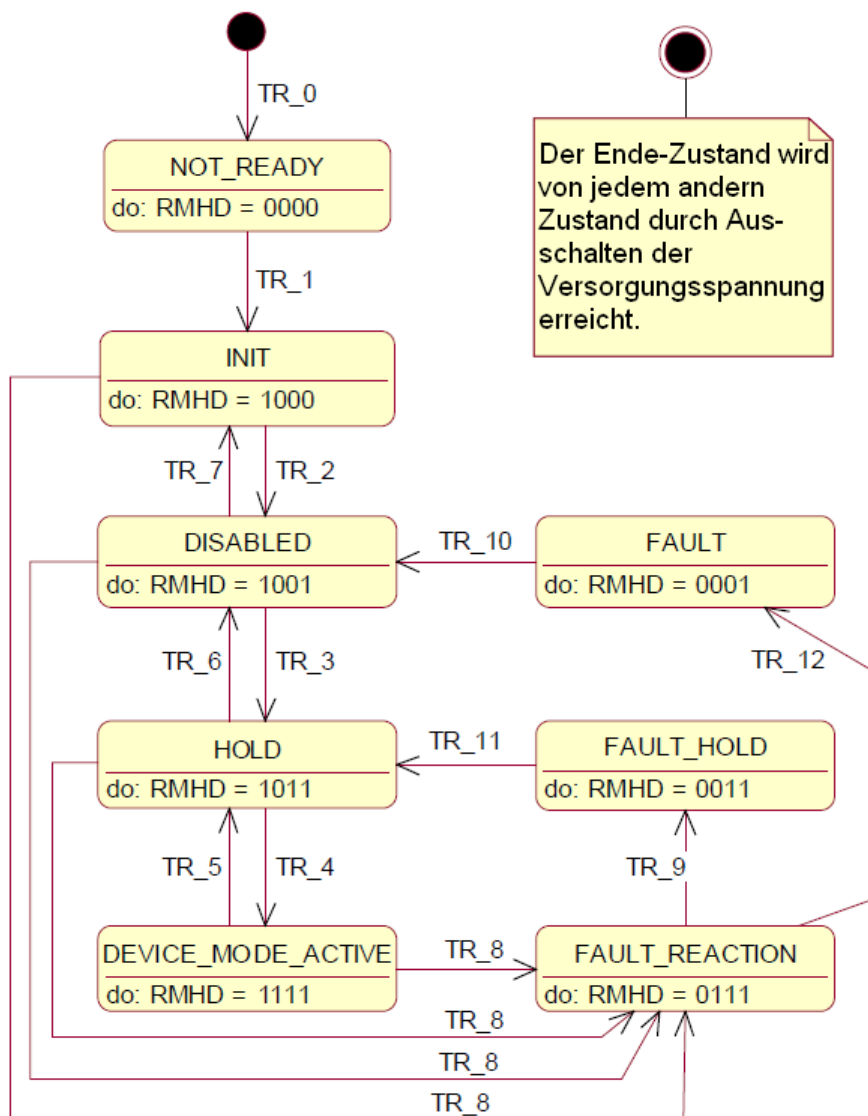 TR_0
NOT_READY
do: RMHD = 0000
Der Ende-Zustand wird
von jedem andern
Zustand durch Aus-
schalten der
Versorgungsspannung
erreicht.
TR_1
INIT
do: RMHD = 1000
TR_7
TR_2
DISABLED
do: RMHD = 1001
TR_10
FAULT
do: RMHD = 0001
TR_6
TR_3
TR_12
HOLD
do: RMHD = 1011
TR_11
FAULT_HOLD
do: RMHD = 0011
TR_5
TR_4
TR_9
DEVICE_MODE_ACTIVE
do: RMHD = 1111
TR_8
FAULT_REACTION
do: RMHD = 0111
TR_8
TR_8
TR_8